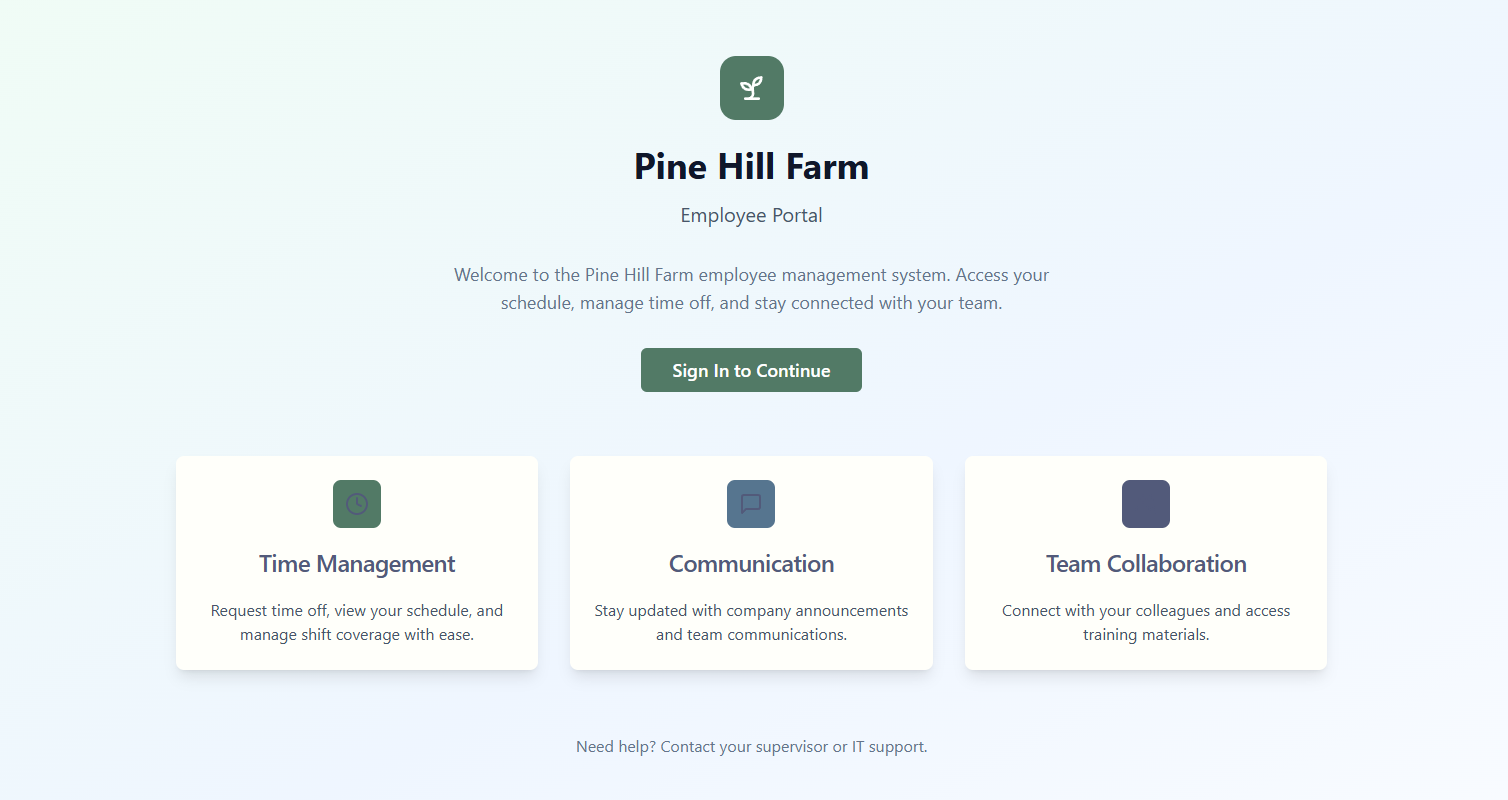 Pine Hill Farm
Employee Portal
Welcome to the Pine Hill Farm employee management system. Access your
schedule, manage time off, and stay connected with your team.
Sign In to Continue
Time Management
Request time off, view your schedule, and
manage shift coverage with ease.
Communication
Stay updated with company announcements
and team communications.
Team Collaboration
Connect with your colleagues and access
training materials.
Need help? Contact your supervisor or IT support.